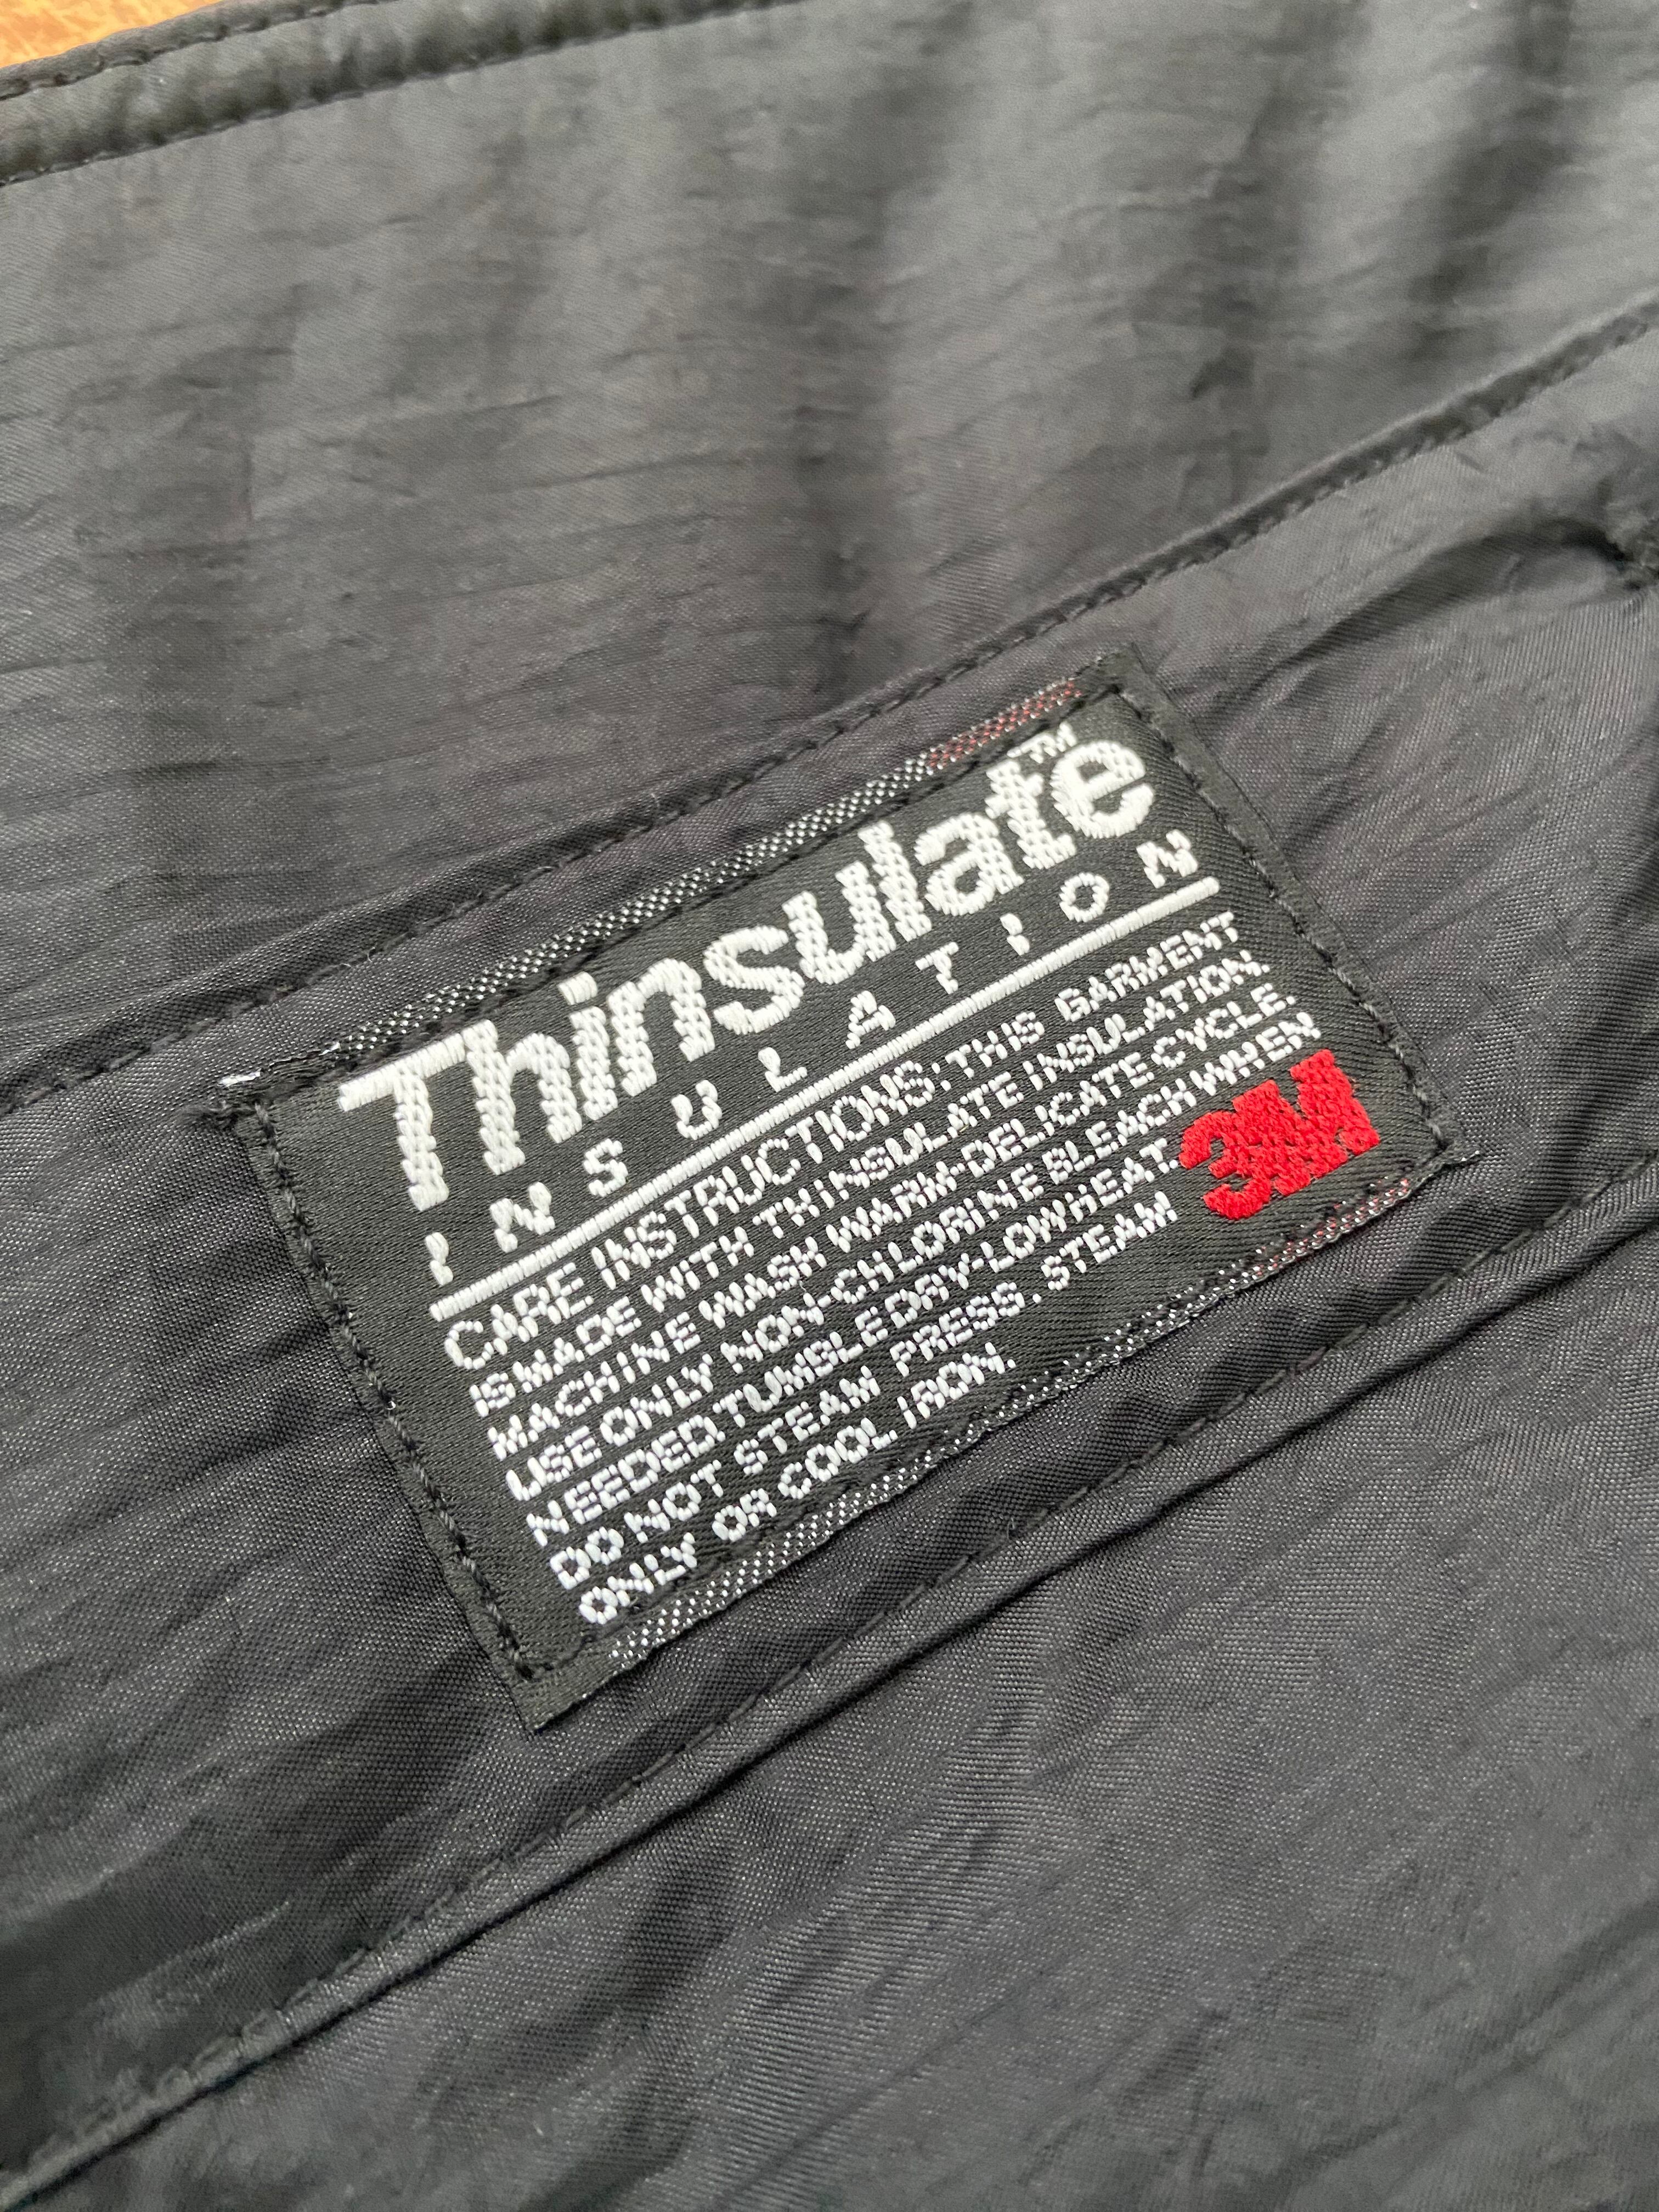 Thinsulate™
INSULATION
CARE INSTRUCTIONS: THIS GARMENT
IS MADE WITH THINSULATE INSULATION.
MACHINE WASH WARM-DELICATE CYCLE.
USE ONLY NON-CHLORINE BLEACH WHEN
NEEDED. TUMBLE DRY-LOW HEAT.
DO NOT STEAM PRESS. STEAM
ONLY OR COOL IRON.
3M